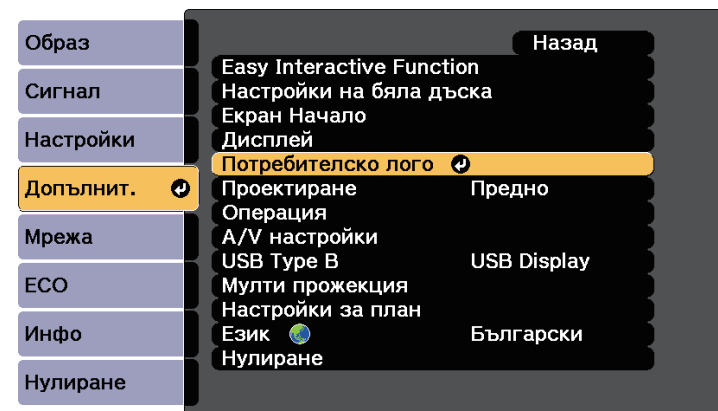 Образ
Сигнал
Настройки
Допълнит.
Мрежа
ECO
Инфо
Нулиране
Назад
Easy Interactive Function
Настройки на бяла дъска
Екран Начало
Дисплей
Потребителско лого
Проектиране Предно
Операция
A/V настройки
USB Type B USB Display
Мулти прожекция
Настройки за план
Език Български
Нулиране